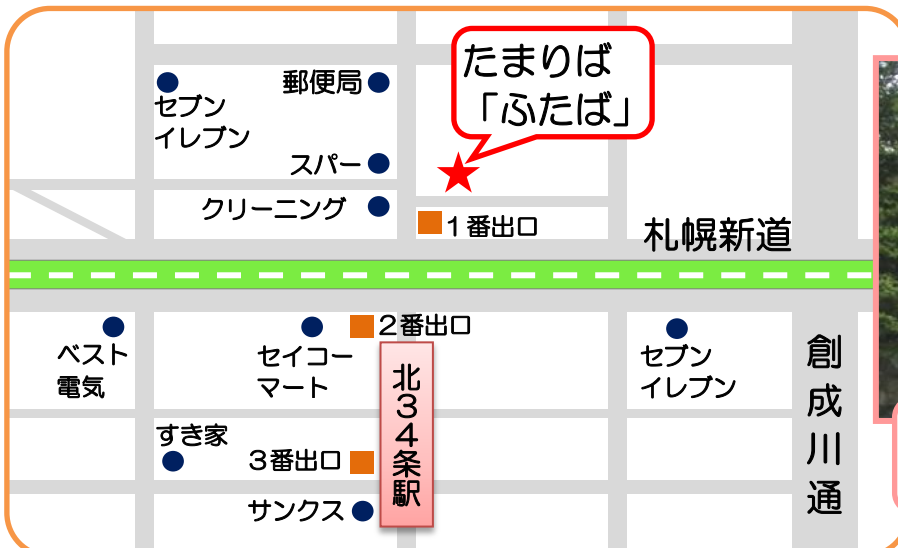 たまりば
「ふたば」
郵便局
セブン
イレブン
スパー
クリーニング
1番出口
札幌新道
2番出口
ベスト
電気
セイコー
マート
セブン
イレブン
創成川通
北34条駅
すき家
3番出口
サンクス